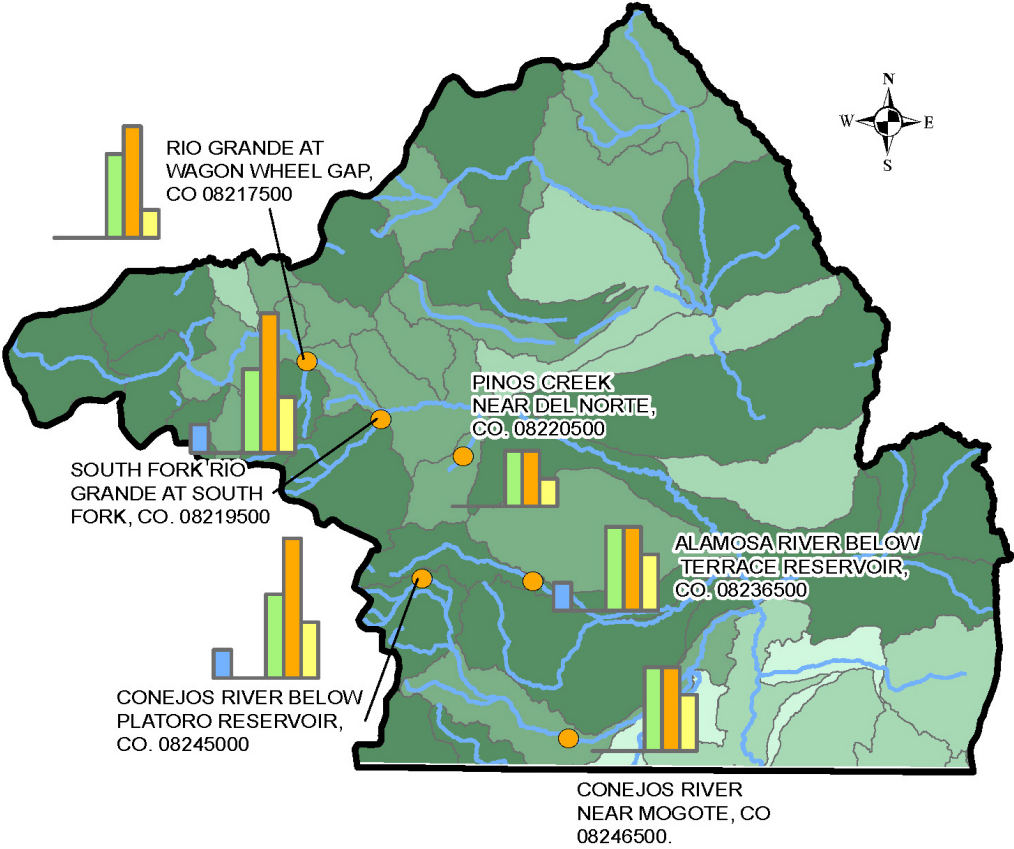 N
W E
S
RIO GRANDE AT
WAGON WHEEL GAP,
CO 08217500
PINOS CREEK
NEAR DEL NORTE,
CO. 08220500
SOUTH FORK RIO
GRANDE AT SOUTH
FORK, CO. 08219500
ALAMOSA RIVER BELOW
TERRACE RESERVOIR,
CO. 08236500
CONEJOS RIVER BELOW
PLATORO RESERVOIR,
CO. 08245000
CONEJOS RIVER
NEAR MOGOTE, CO
08246500.